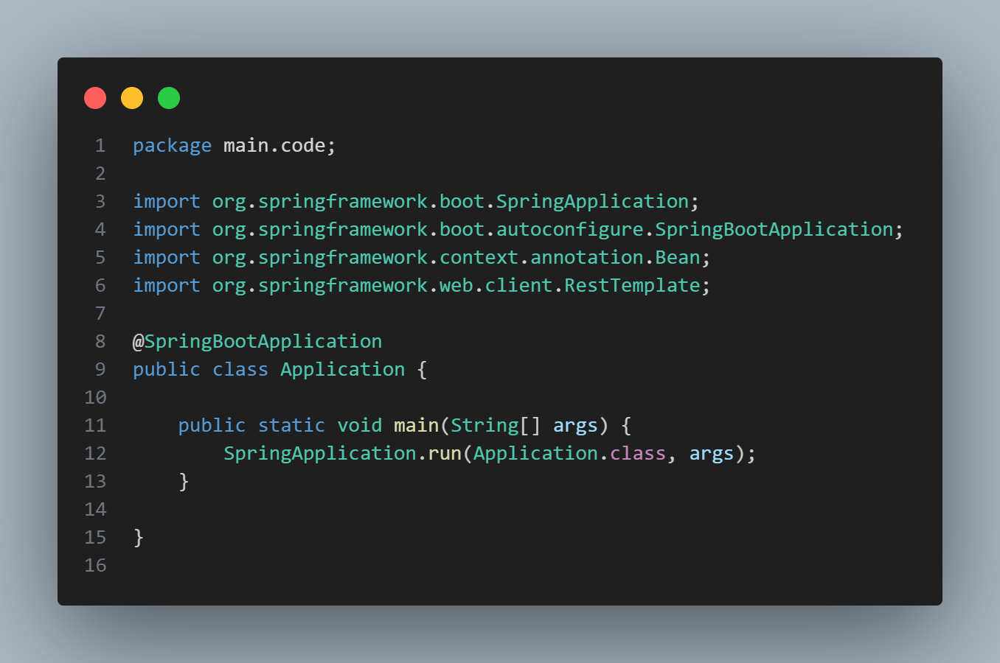 1 package main.code;
2
3 import org.springframework.boot.SpringApplication;
4 import org.springframework.boot.autoconfigure.SpringBootApplication;
5 import org.springframework.context.annotation.Bean;
6 import org.springframework.web.client.RestTemplate;
7
8 @SpringBootApplication
9 public class Application {
10
11     public static void main(String[] args) {
12         SpringApplication.run(Application.class, args);
13     }
14
15 }
16